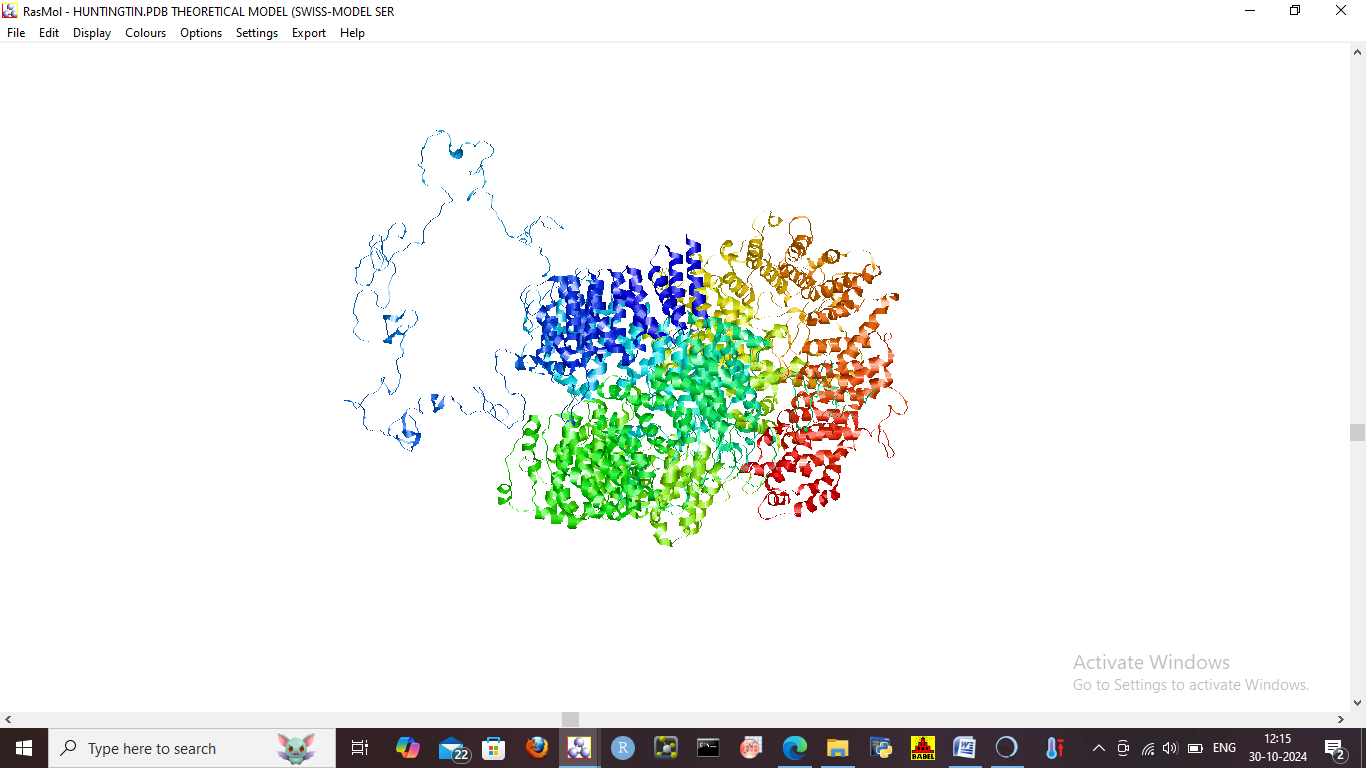 RasMol - HUNTINGTIN.PDB THEORETICAL MODEL (SWISS-MODEL SER
File Edit Display Colours Options Settings Export Help
Activate Windows
Go to Settings to activate Windows.
Type here to search
22
R
BABEL
ENG
12:15
30-10-2024
2